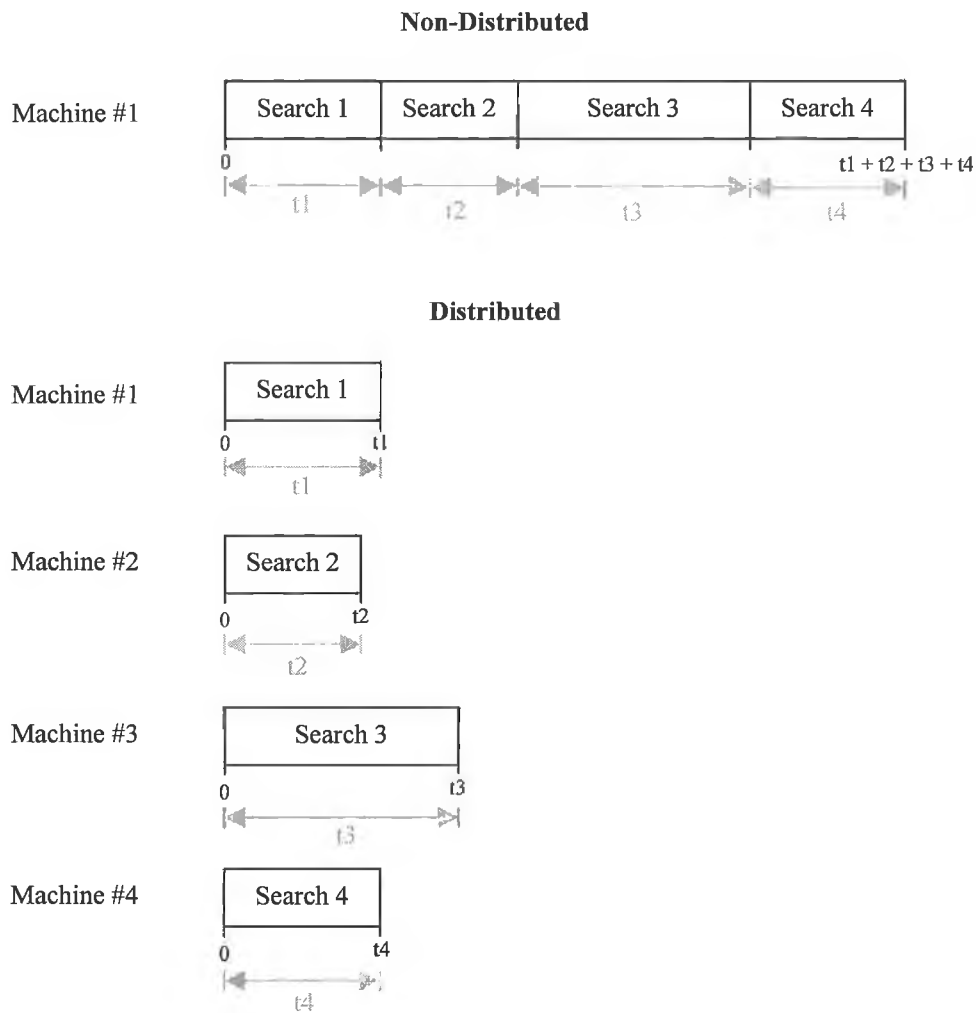 Non-Distributed
Machine #1
Search 1 Search 2 Search 3 Search 4
0 t1 + t2 + t3 + t4
t1 t2 t3 t4
Distributed
Machine #1
Search 1
0 t1
t1
Machine #2
Search 2
0 t2
t2
Machine #3
Search 3
0 t3
t3
Machine #4
Search 4
0 t4
t4